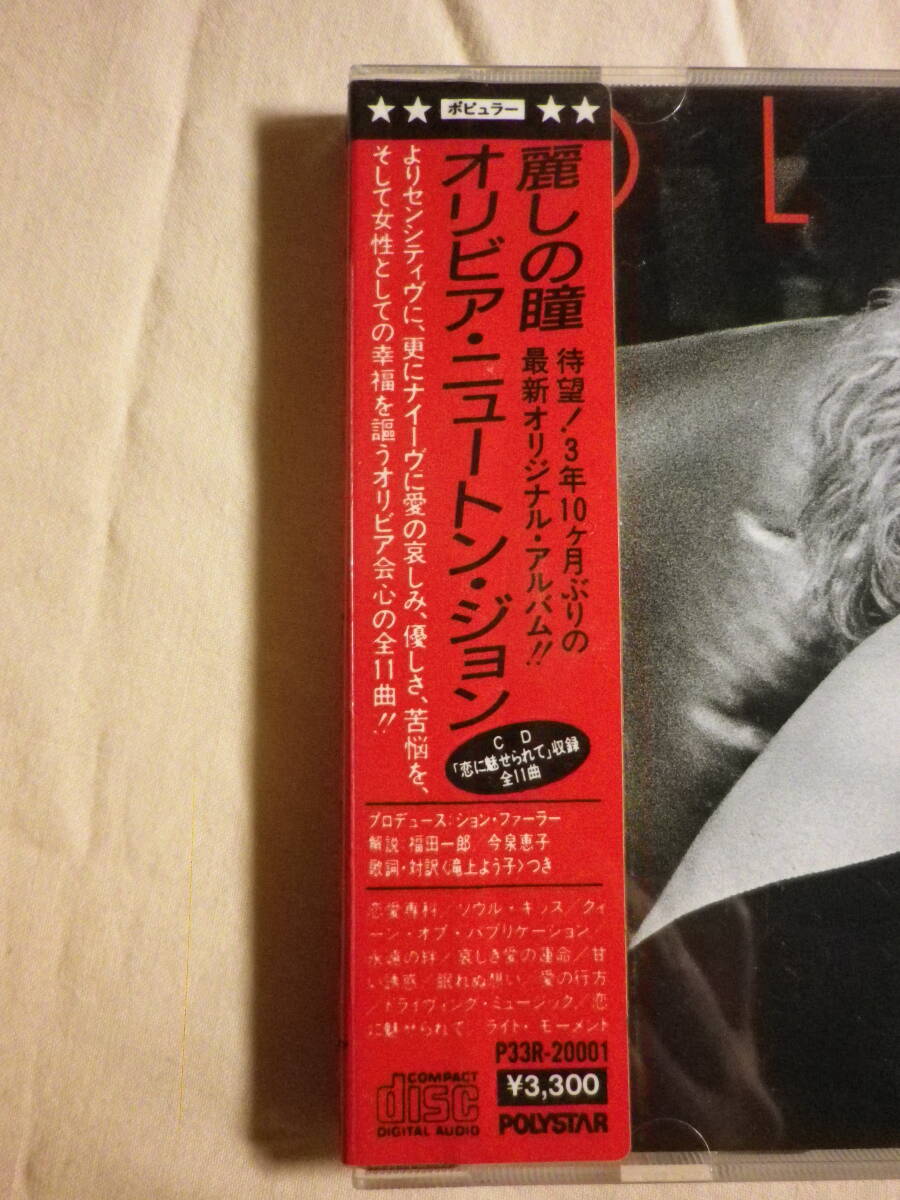 ★★ ポピュラー ★★
麗しの瞳
オリビア・ニュートン・ジョン
待望!3年10ヶ月ぶりの
最新オリジナル・アルバム!!
よりセンシティヴに、更にナイーヴに愛の哀しみ、優しさ、苦悩を、
そして女性としての幸福を謳うオリビア会心の全11曲!!
CD
「恋に魅せられて」収録
全11曲
プロデュース:ション・ファーラー
解説:福田一郎/今泉恵子
歌詞・対訳〈滝上よう子〉つき
恋愛専科/ソウル・キッス/クィ
ーン・オブ・パブリケーション/
永遠の絆/哀しき愛の運命/甘
い誘惑/眠れぬ想い/愛の行方
/ドライヴィング・ミュージック/恋
に魅せられて/ライト・モーメント
P33R-20001
¥3,300
COMPACT
disc
DIGITAL AUDIO
POLYSTAR
O L